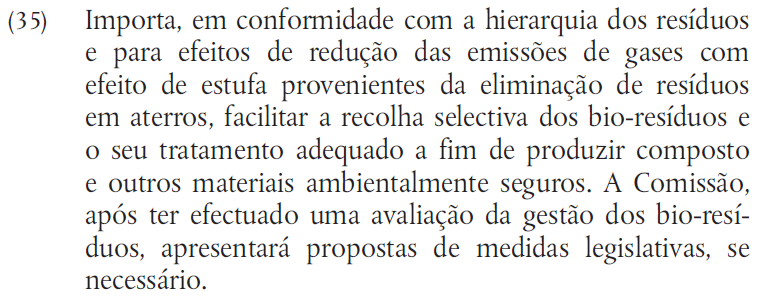 (35) Importa, em conformidade com a hierarquia dos resíduos
e para efeitos de redução das emissões de gases com
efeito de estufa provenientes da eliminação de resíduos
em aterros, facilitar a recolha selectiva dos bio-resíduos e
o seu tratamento adequado a fim de produzir composto
e outros materiais ambientalmente seguros. A Comissão,
após ter efectuado uma avaliação da gestão dos bio-resí-
duos, apresentará propostas de medidas legislativas, se
necessário.